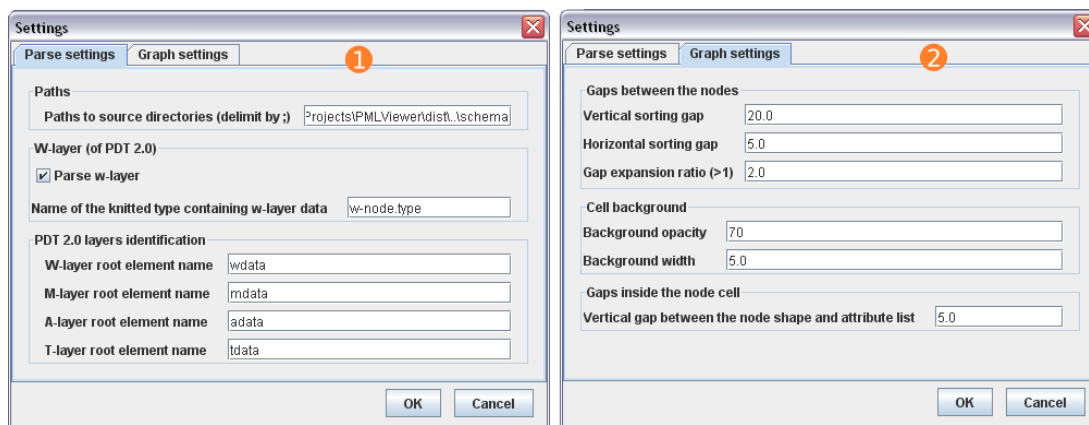 Settings
Parse settings
Graph settings
1
Paths
Paths to source directories (delimit by ;)
Projects\PMLViewer\dist\..\schema
W-layer (of PDT 2.0)
Parse w-layer
Name of the knitted type containing w-layer data
w-node.type
PDT 2.0 layers identification
W-layer root element name
wdata
M-layer root element name
mdata
A-layer root element name
adata
T-layer root element name
tdata
OK
Cancel
Settings
Parse settings
Graph settings
2
Gaps between the nodes
Vertical sorting gap
20.0
Horizontal sorting gap
5.0
Gap expansion ratio (>1)
2.0
Cell background
Background opacity
70
Background width
5.0
Gaps inside the node cell
Vertical gap between the node shape and attribute list
5.0
OK
Cancel